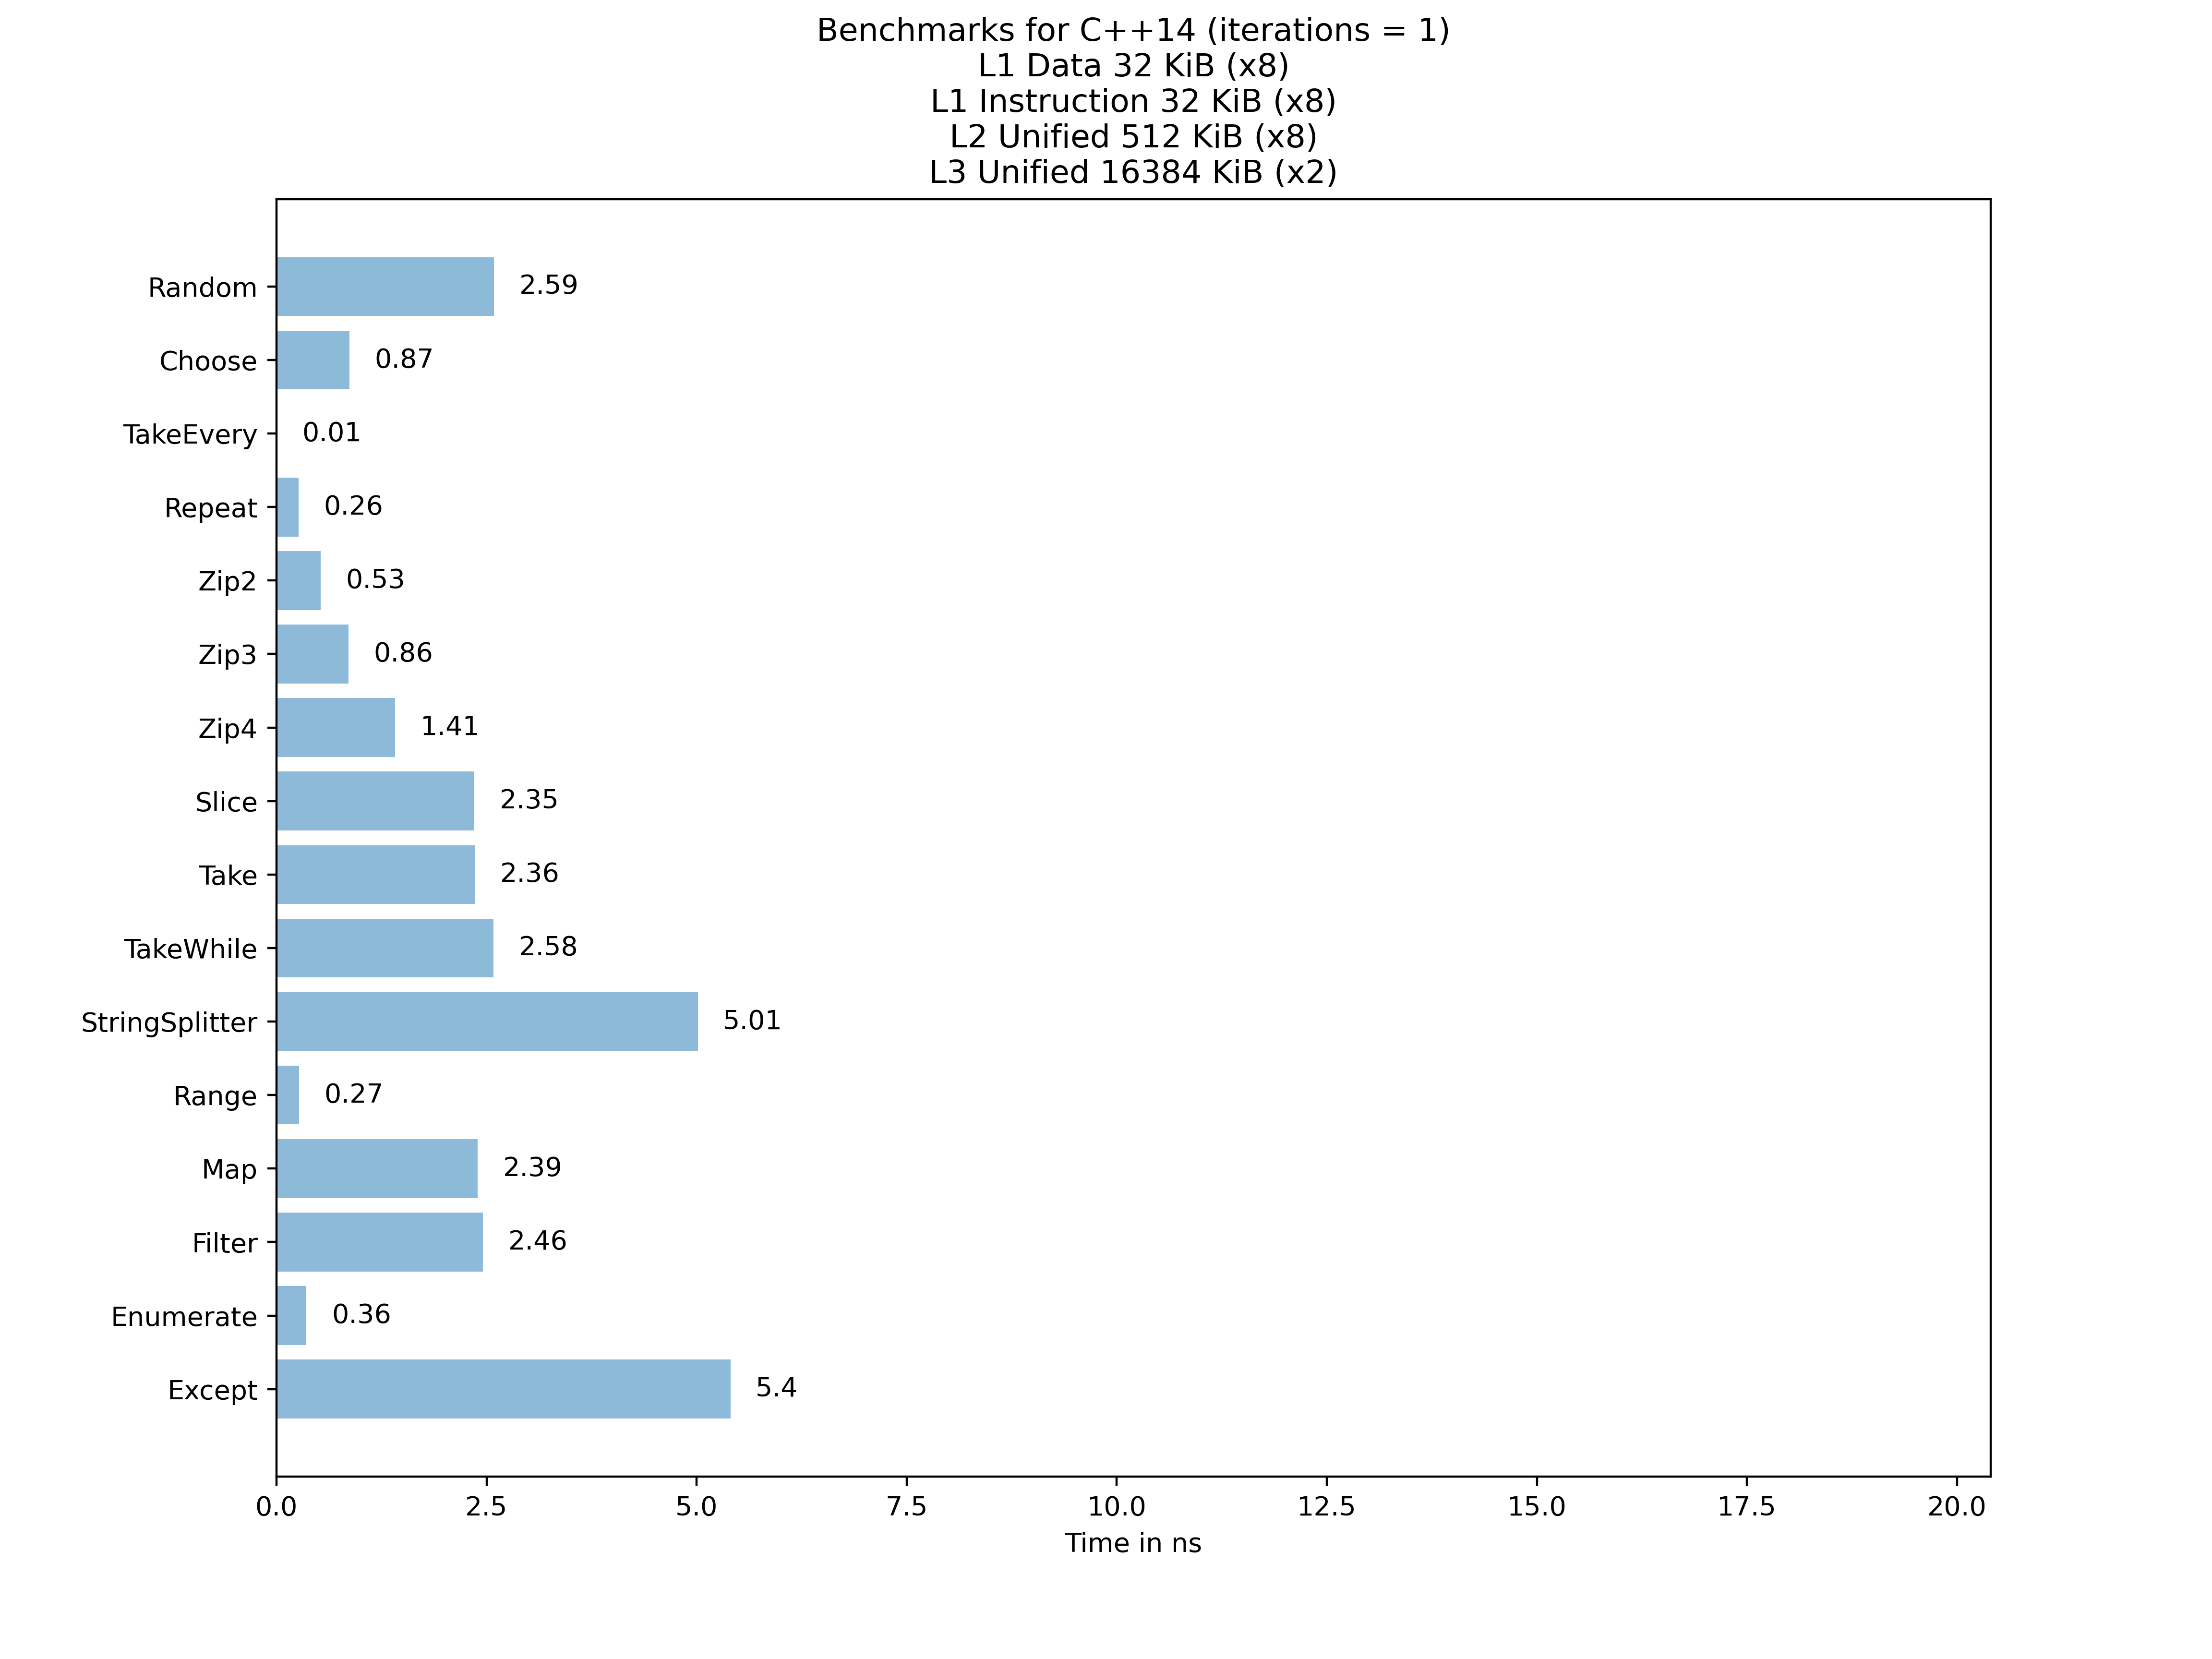 Benchmarks for C++14 (iterations = 1)
L1 Data 32 KiB (x8)
L1 Instruction 32 KiB (x8)
L2 Unified 512 KiB (x8)
L3 Unified 16384 KiB (x2)
Random 2.59
Choose 0.87
TakeEvery 0.01
Repeat 0.26
Zip2 0.53
Zip3 0.86
Zip4 1.41
Slice 2.35
Take 2.36
TakeWhile 2.58
StringSplitter 5.01
Range 0.27
Map 2.39
Filter 2.46
Enumerate 0.36
Except 5.4
0.0 2.5 5.0 7.5 10.0 12.5 15.0 17.5 20.0
Time in ns